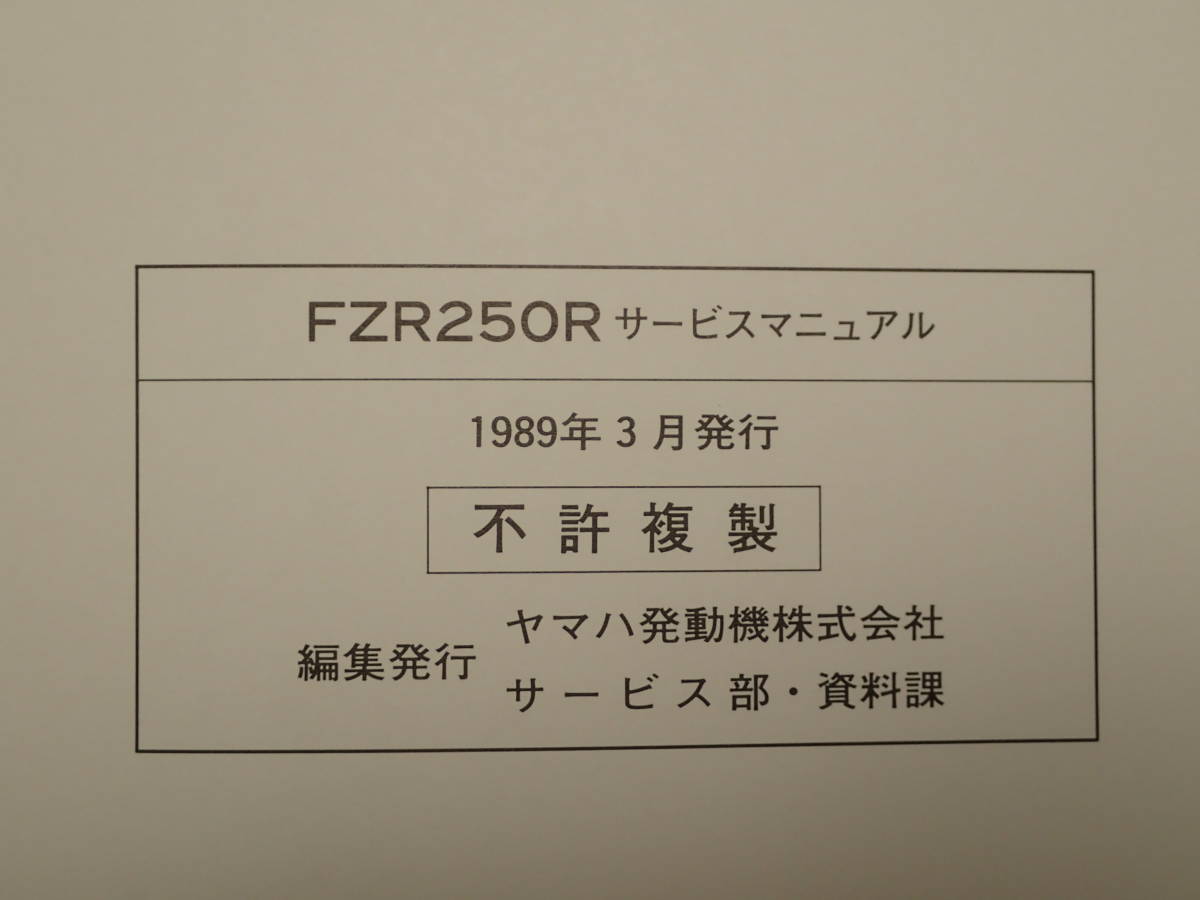 FZR250R サービスマニュアル
1989年3月発行
不許複製
編集発行
ヤマハ発動機株式会社
サービス部・資料課